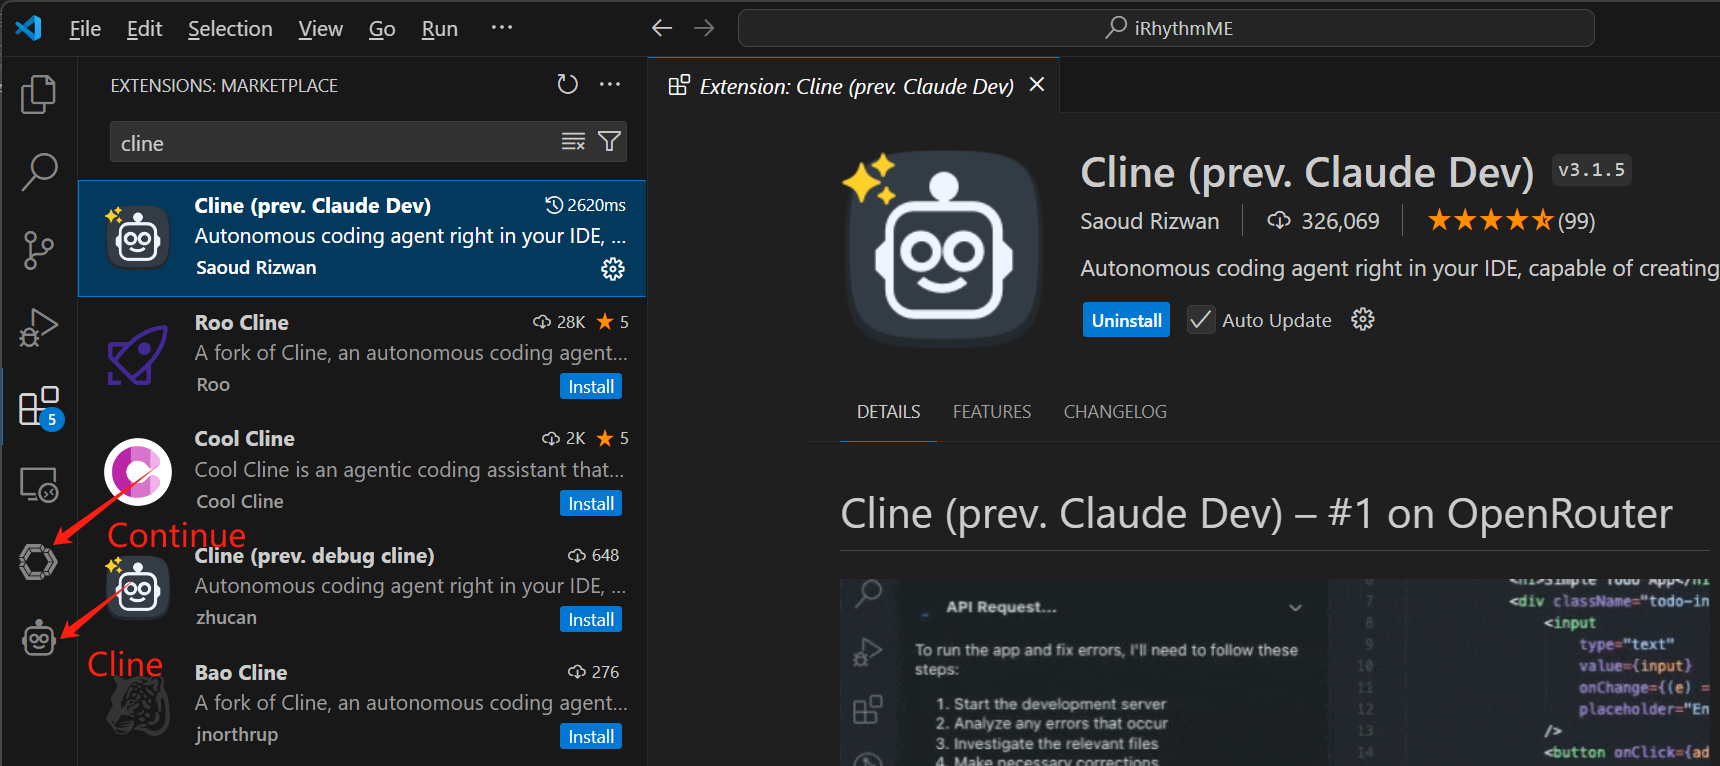 File Edit Selection View Go Run ···
iRhythmME
EXTENSIONS: MARKETPLACE
cline
Cline (prev. Claude Dev) 2620ms
Autonomous coding agent right in your IDE, ...
Saoud Rizwan
Roo Cline 28K ★ 5
A fork of Cline, an autonomous coding agent...
Roo Install
5
Cool Cline 2K ★ 5
Cool Cline is an agentic coding assistant that...
Cool Cline Install
Continue
Cline (prev. debug cline) 648
Autonomous coding agent right in your IDE, ...
zhucan Install
Cline
Bao Cline 276
A fork of Cline, an autonomous coding agent...
jnorthrup Install
Extension: Cline (prev. Claude Dev)
Cline (prev. Claude Dev) v3.1.5
Saoud Rizwan 326,069 ★★★★★ (99)
Autonomous coding agent right in your IDE, capable of creating
Uninstall Auto Update
DETAILS FEATURES CHANGELOG
Cline (prev. Claude Dev) – #1 on OpenRouter
API Request...
To run the app and fix errors, I'll need to follow these
steps:
1. Start the development server
2. Analyze any errors that occur
3. Investigate the relevant files
4. Make necessary corrections
6 <h1>Simple Todo App</h1
7 <div className="todo-in
8 <input
9 type="text"
10 value={input}
11 onChange={(e) =
12 placeholder="En
13 />
14 <button onClick={ad